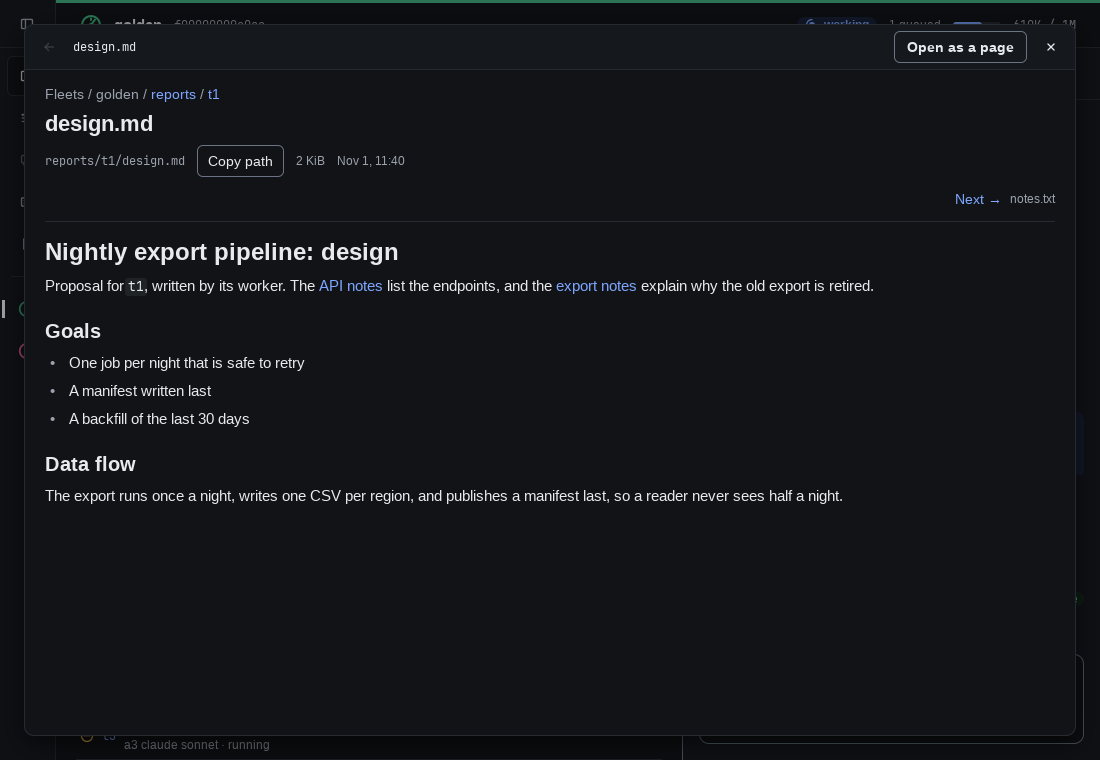 golden
working
1 queued
design.md
Open as a page
Fleets / golden / reports / t1
design.md
reports/t1/design.md
Copy path
2 KiB
Nov 1, 11:40
Next →
notes.txt
Nightly export pipeline: design
Proposal for t1, written by its worker. The API notes list the endpoints, and the export notes explain why the old export is retired.
Goals
• One job per night that is safe to retry
• A manifest written last
• A backfill of the last 30 days
Data flow
The export runs once a night, writes one CSV per region, and publishes a manifest last, so a reader never sees half a night.
a3 claude sonnet · running